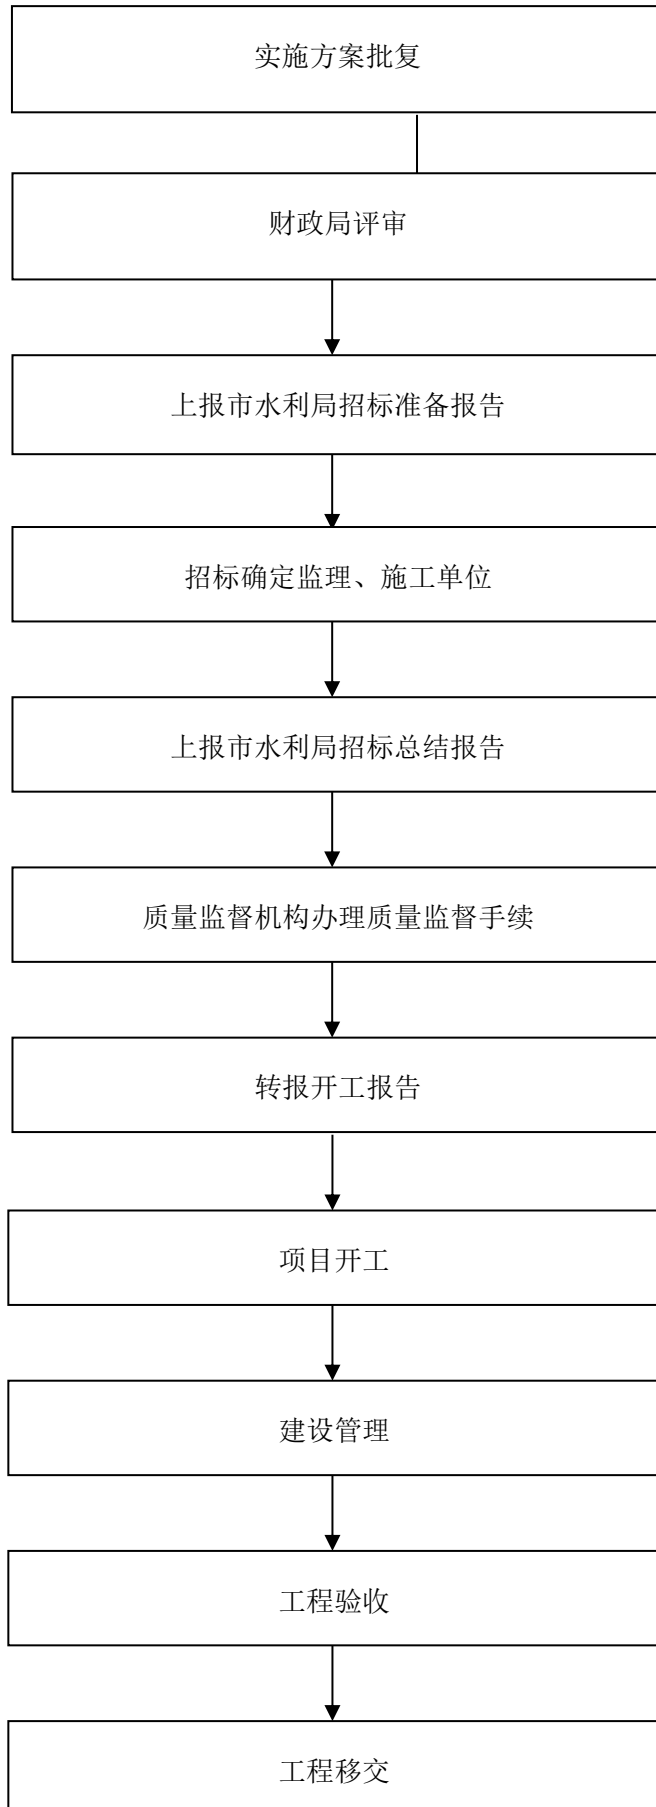 实施方案批复
财政局评审
上报市水利局招标准备报告
招标确定监理、施工单位
上报市水利局招标总结报告
质量监督机构办理质量监督手续
转报开工报告
项目开工
建设管理
工程验收
工程移交